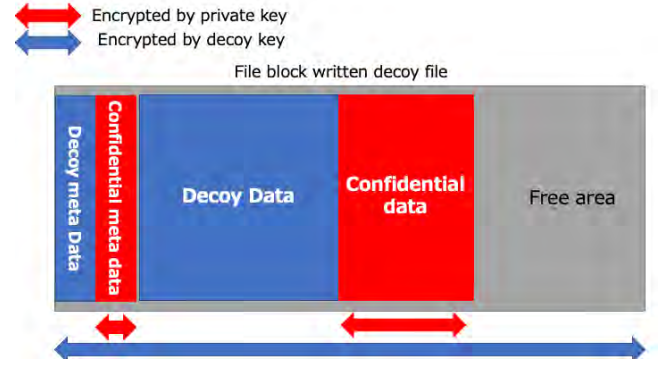 Encrypted by private key
Encrypted by decoy key
File block written decoy file
Decoy meta Data
Confidential meta data
Decoy Data
Confidential
data
Free area